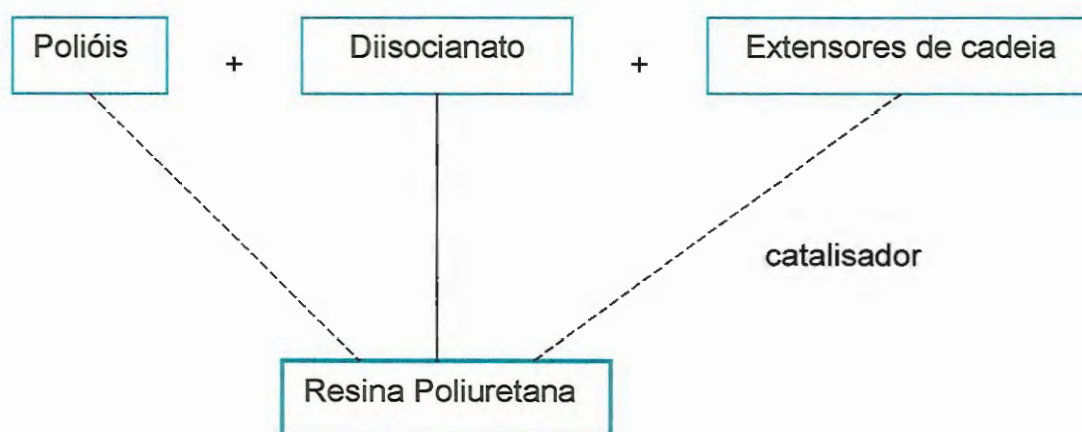 Polióis + Diisocianato + Extensores de cadeia
catalisador
Resina Poliuretana